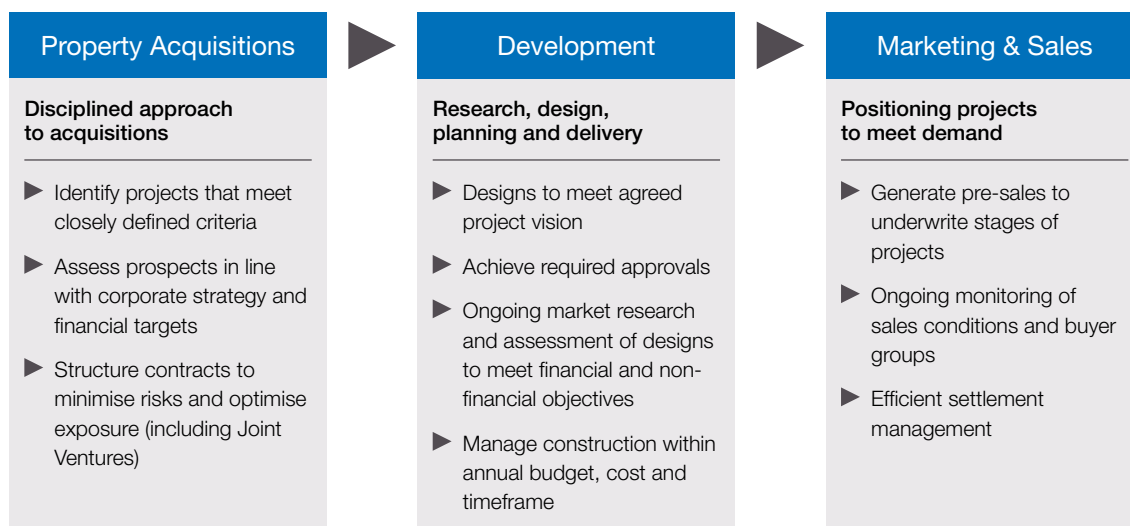 Property Acquisitions
Disciplined approach
to acquisitions
Identify projects that meet
closely defined criteria
Assess prospects in line
with corporate strategy and
financial targets
Structure contracts to
minimise risks and optimise
exposure (including Joint
Ventures)
Development
Research, design,
planning and delivery
Designs to meet agreed
project vision
Achieve required approvals
Ongoing market research
and assessment of designs
to meet financial and non-
financial objectives
Manage construction within
annual budget, cost and
timeframe
Marketing & Sales
Positioning projects
to meet demand
Generate pre-sales to
underwrite stages of
projects
Ongoing monitoring of
sales conditions and buyer
groups
Efficient settlement
management